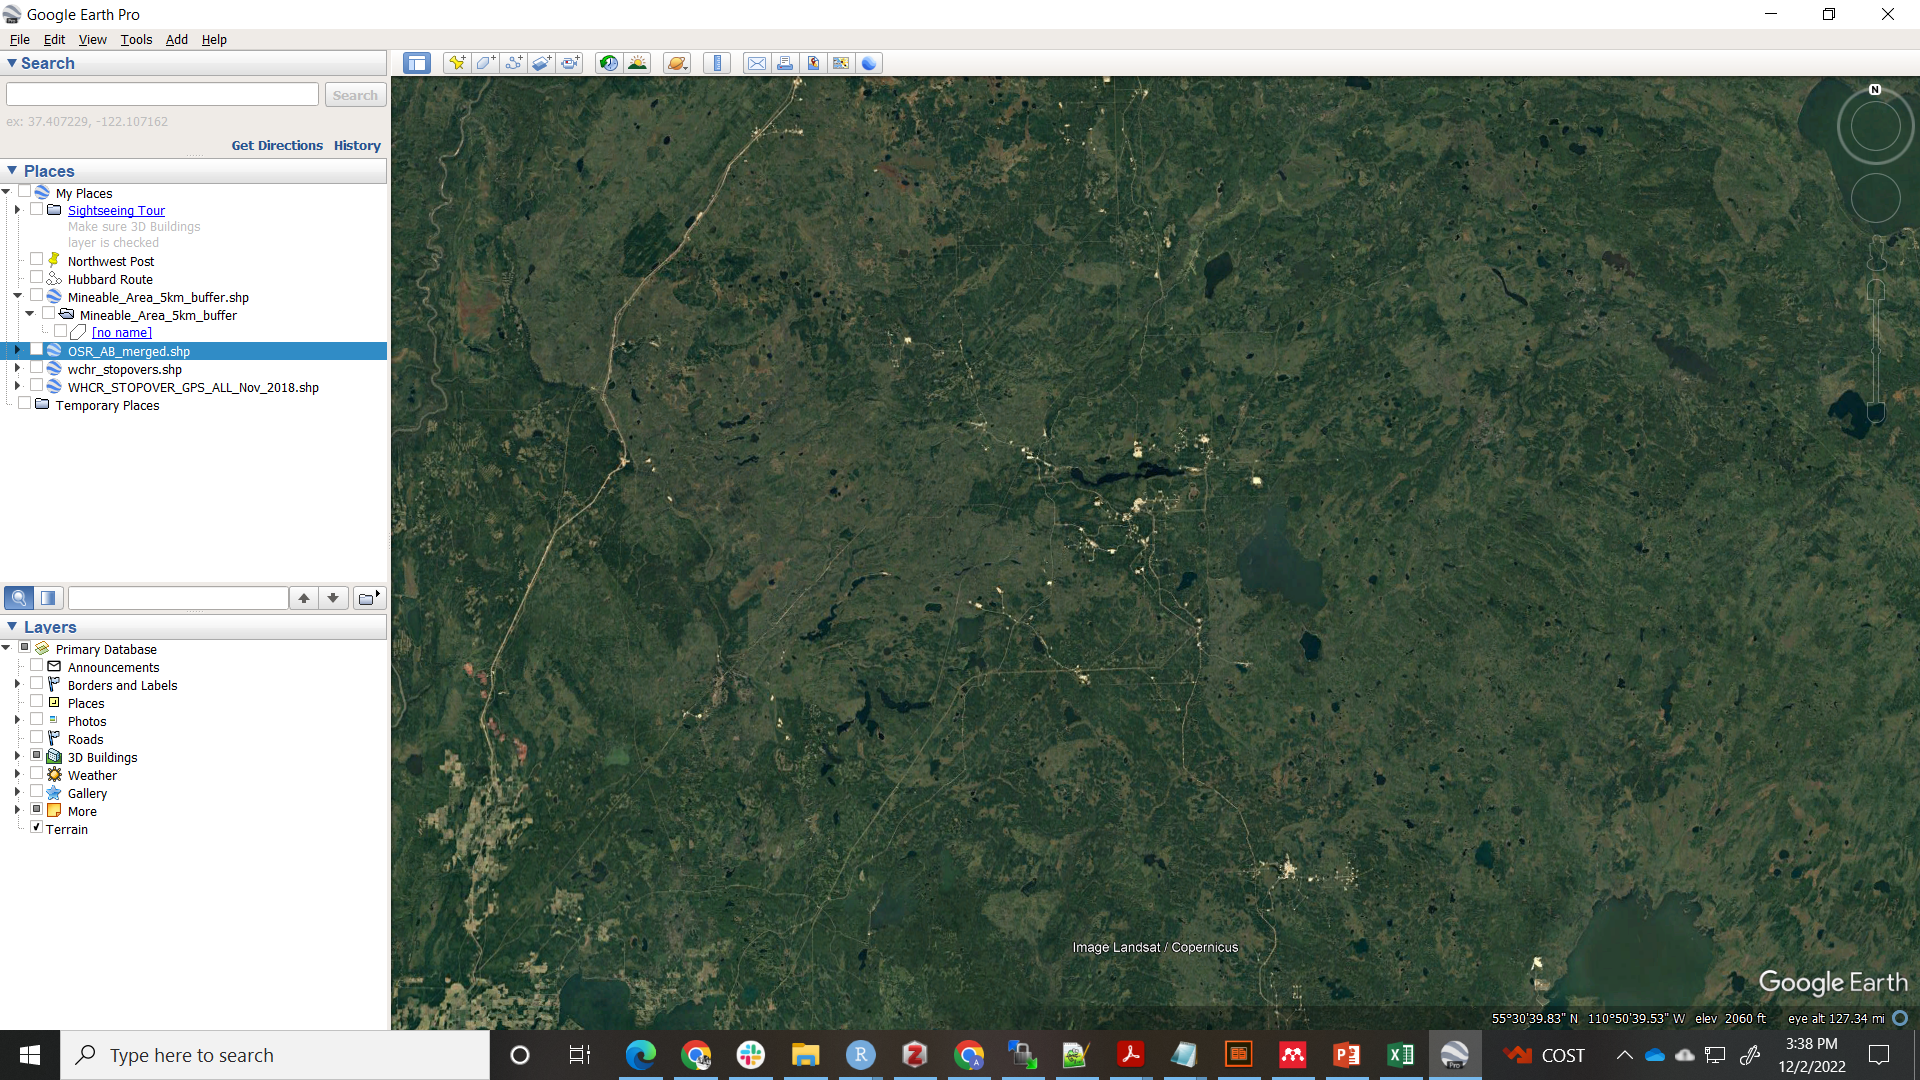 Google Earth Pro
File Edit View Tools Add Help
Search
Search
ex: 37.407229, -122.107162
Get Directions History
Places
My Places
Sightseeing Tour
Make sure 3D Buildings
layer is checked
Northwest Post
Hubbard Route
Mineable_Area_5km_buffer.shp
Mineable_Area_5km_buffer
[no name]
OSR_AB_merged.shp
wchr_stopovers.shp
WHCR_STOPOVER_GPS_ALL_Nov_2018.shp
Temporary Places
Layers
Primary Database
Announcements
Borders and Labels
Places
Photos
Roads
3D Buildings
Weather
Gallery
More
Terrain
N
Image Landsat / Copernicus
Google Earth
55°30'39.83" N 110°50'39.53" W elev 2060 ft eye alt 127.34 mi
Type here to search
COST
3:38 PM
12/2/2022